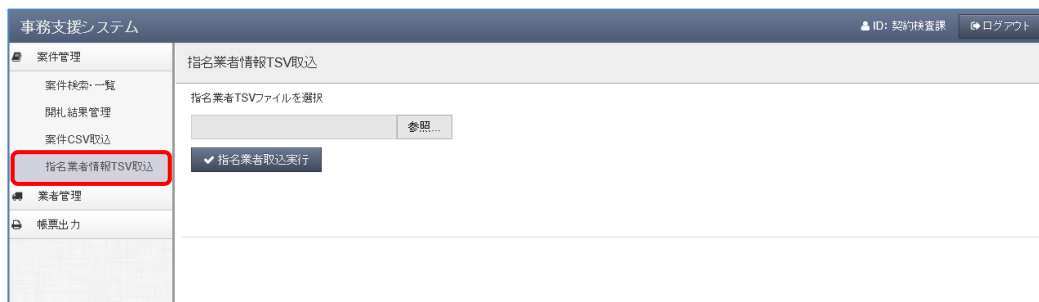 事務支援システム
ID: 契約検査課
ログアウト
案件管理
案件検索・一覧
開札結果管理
案件CSV取込
指名業者情報TSV取込
業者管理
帳票出力
指名業者情報TSV取込
指名業者TSVファイルを選択
参照...
指名業者取込実行